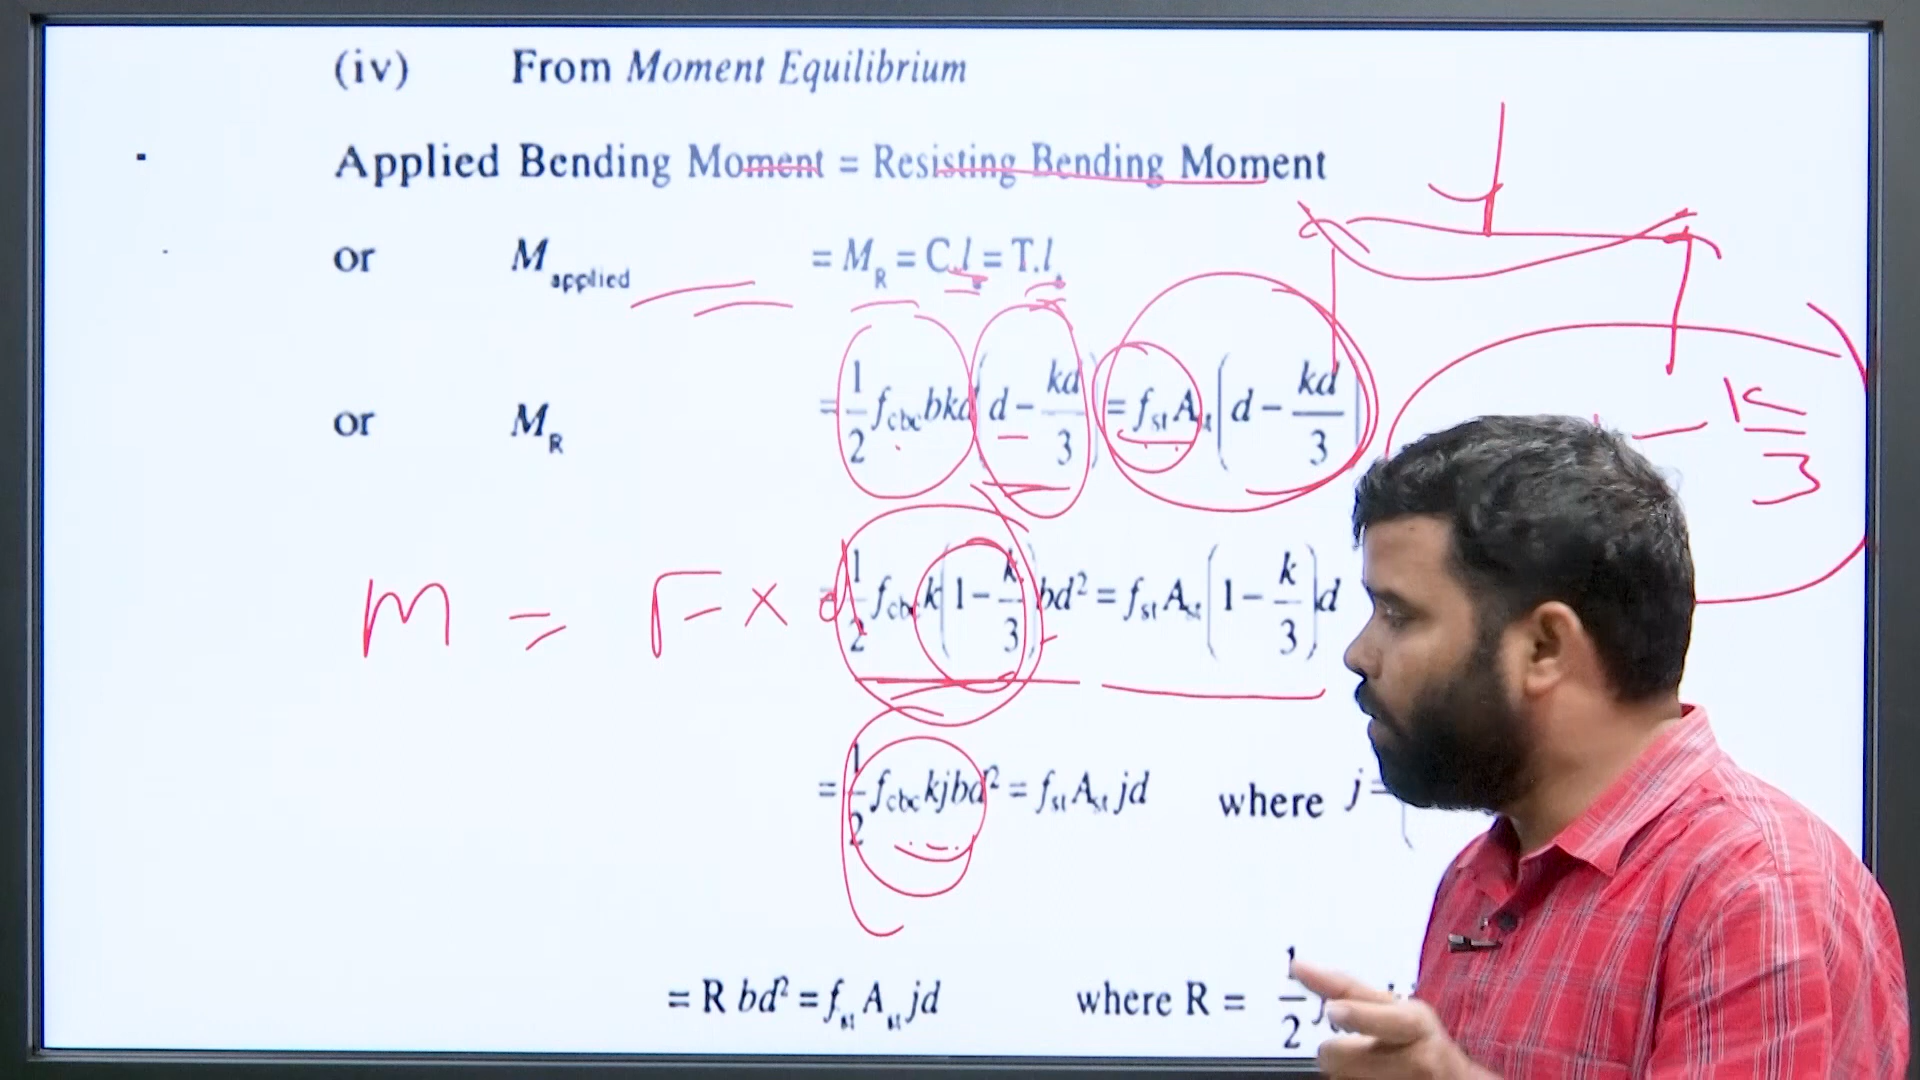 (iv) From Moment Equilibrium
Applied Bending Moment = Resisting Bending Moment
or M_applied = M_R = C.l = T.l
or M_R = 1/2 f_cbc bkd (d − kd/3) = f_st A_st (d − kd/3)
− k/3
M = F × d
= 1/2 f_cbc k (1 − k/3) bd² = f_st A_st (1 − k/3) d
= 1/2 f_cbc kjbd² = f_st A_st jd where j =
= R bd² = f_st A_st jd where R = 1/2